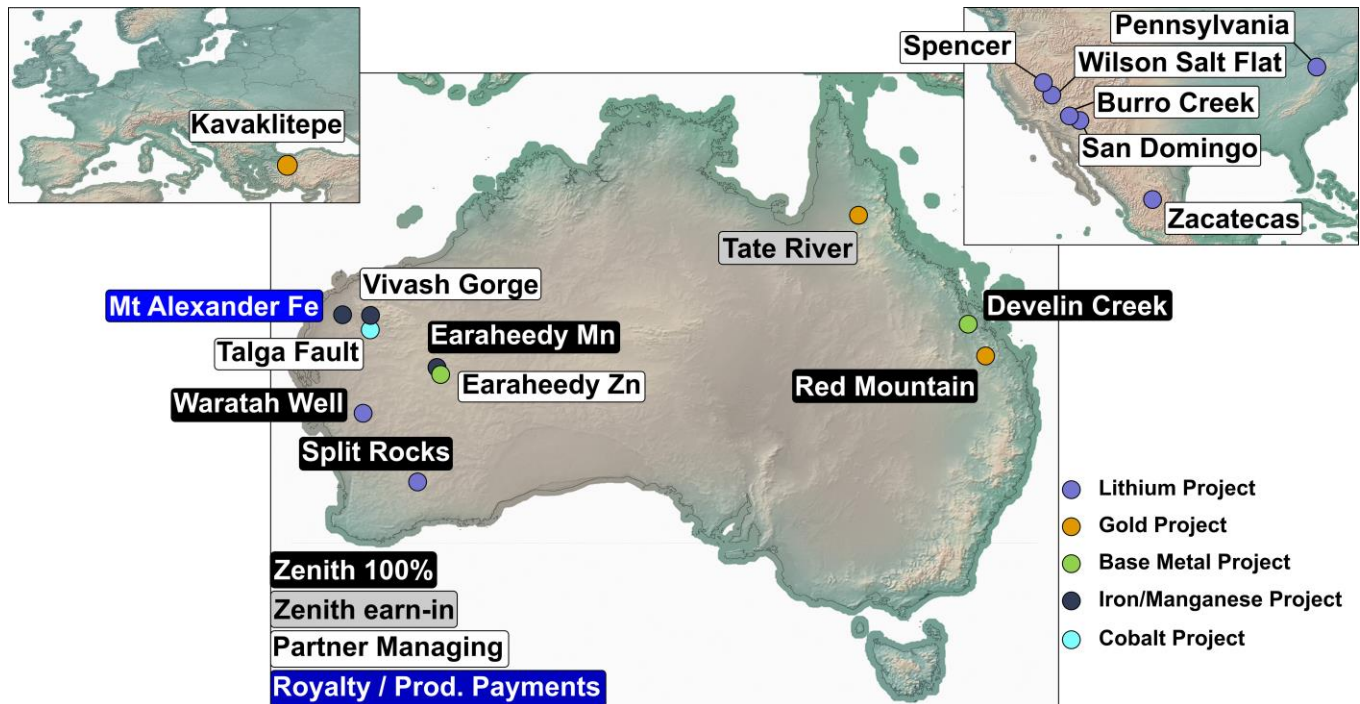 Kavaklitepe
Pennsylvania
Spencer
Wilson Salt Flat
Burro Creek
San Domingo
Zacatecas
Tate River
Vivash Gorge
Mt Alexander Fe
Develin Creek
Earaheedy Mn
Talga Fault
Earaheedy Zn
Red Mountain
Waratah Well
Split Rocks
Lithium Project
Gold Project
Base Metal Project
Iron/Manganese Project
Cobalt Project
Zenith 100%
Zenith earn-in
Partner Managing
Royalty / Prod. Payments